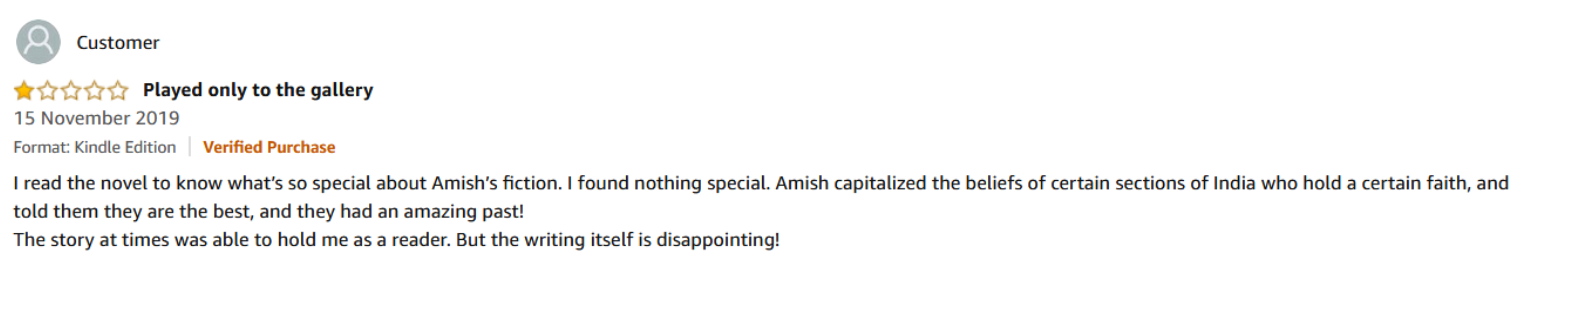 Customer
Played only to the gallery
15 November 2019
Format: Kindle Edition Verified Purchase
I read the novel to know what's so special about Amish's fiction. I found nothing special. Amish capitalized the beliefs of certain sections of India who hold a certain faith, and
told them they are the best, and they had an amazing past!
The story at times was able to hold me as a reader. But the writing itself is disappointing!